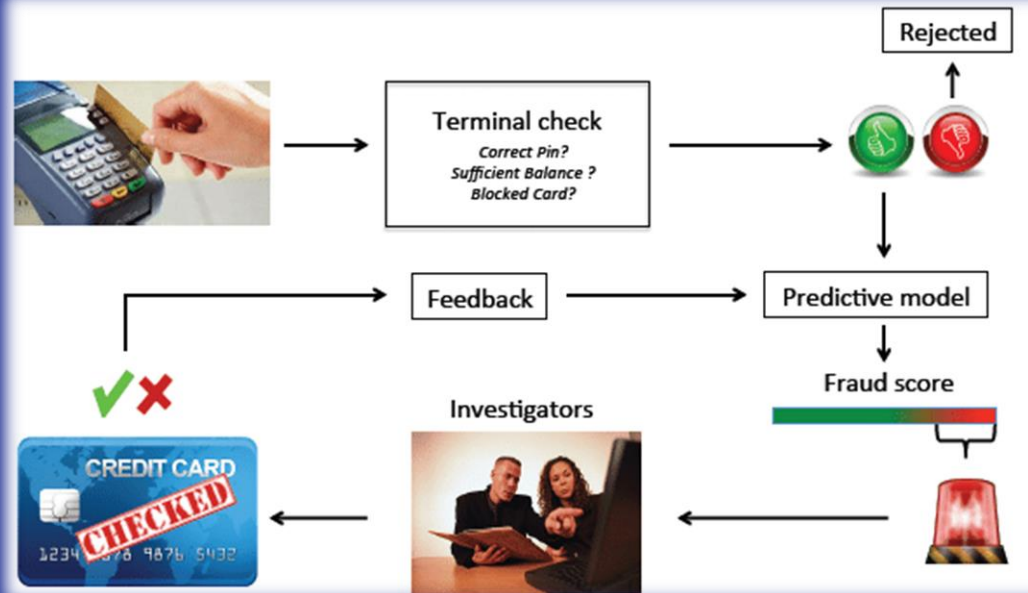 Rejected
Terminal check
Correct Pin?
Sufficient Balance ?
Blocked Card?
Feedback
Predictive model
Fraud score
Investigators
CREDIT CARD
CHECKED
1234 5678 9876 5432